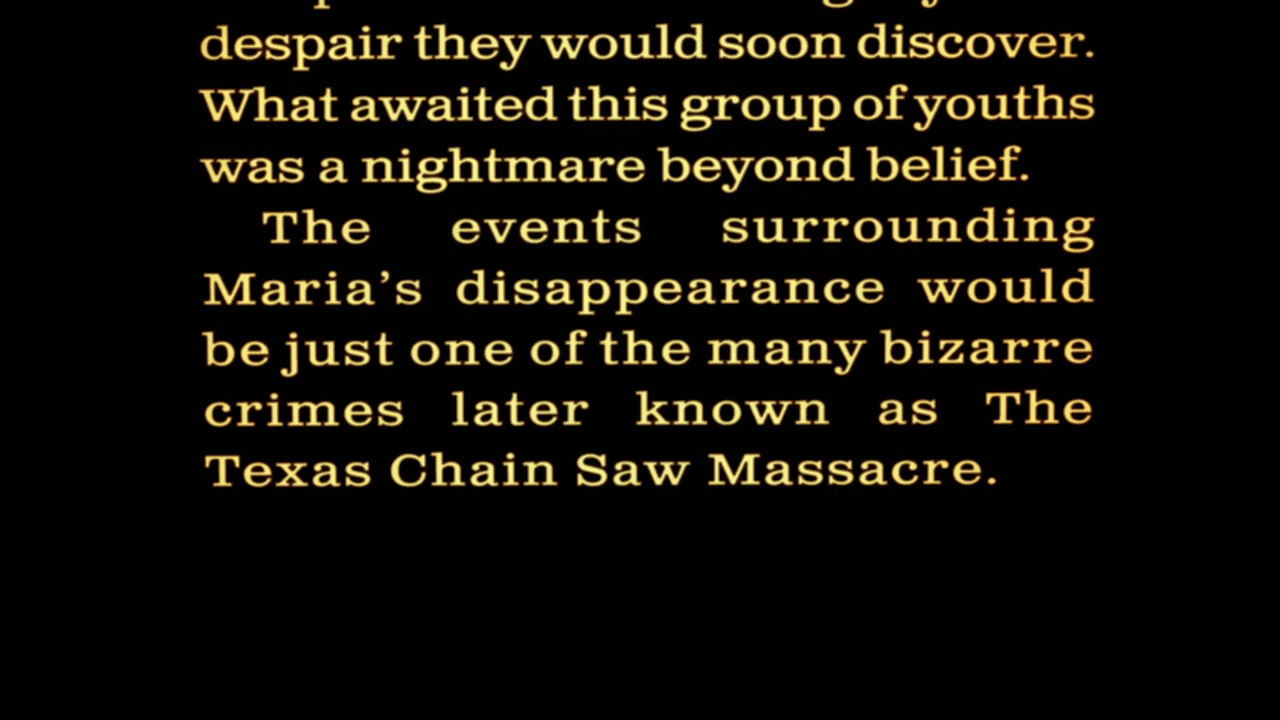 despair they would soon discover.
What awaited this group of youths
was a nightmare beyond belief.
The events surrounding
Maria’s disappearance would
be just one of the many bizarre
crimes later known as The
Texas Chain Saw Massacre.